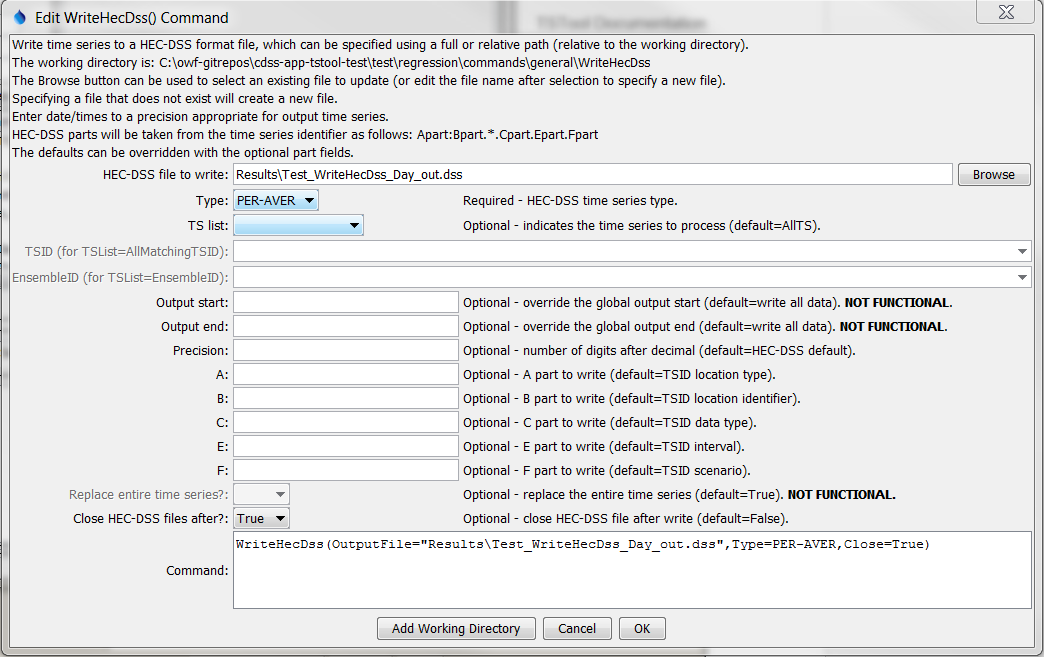 TSTool Documentation
Edit WriteHecDss() Command
Write time series to a HEC-DSS format file, which can be specified using a full or relative path (relative to the working directory).
The working directory is: C:\owf-gitrepos\cdss-app-tstool-test\test\regression\commands\general\WriteHecDss
The Browse button can be used to select an existing file to update (or edit the file name after selection to specify a new file).
Specifying a file that does not exist will create a new file.
Enter date/times to a precision appropriate for output time series.
HEC-DSS parts will be taken from the time series identifier as follows: Apart:Bpart.*.Cpart.Epart.Fpart
The defaults can be overridden with the optional part fields.
HEC-DSS file to write: Results\Test_WriteHecDss_Day_out.dss Browse
Type: PER-AVER Required - HEC-DSS time series type.
TS list: Optional - indicates the time series to process (default=AllTS).
TSID (for TSList=AllMatchingTSID):
EnsembleID (for TSList=EnsembleID):
Output start: Optional - override the global output start (default=write all data). NOT FUNCTIONAL.
Output end: Optional - override the global output end (default=write all data). NOT FUNCTIONAL.
Precision: Optional - number of digits after decimal (default=HEC-DSS default).
A: Optional - A part to write (default=TSID location type).
B: Optional - B part to write (default=TSID location identifier).
C: Optional - C part to write (default=TSID data type).
E: Optional - E part to write (default=TSID interval).
F: Optional - F part to write (default=TSID scenario).
Replace entire time series?: Optional - replace the entire time series (default=True). NOT FUNCTIONAL.
Close HEC-DSS files after?: True Optional - close HEC-DSS file after write (default=False).
Command: WriteHecDss(OutputFile="Results\Test_WriteHecDss_Day_out.dss",Type=PER-AVER,Close=True)
Add Working Directory Cancel OK